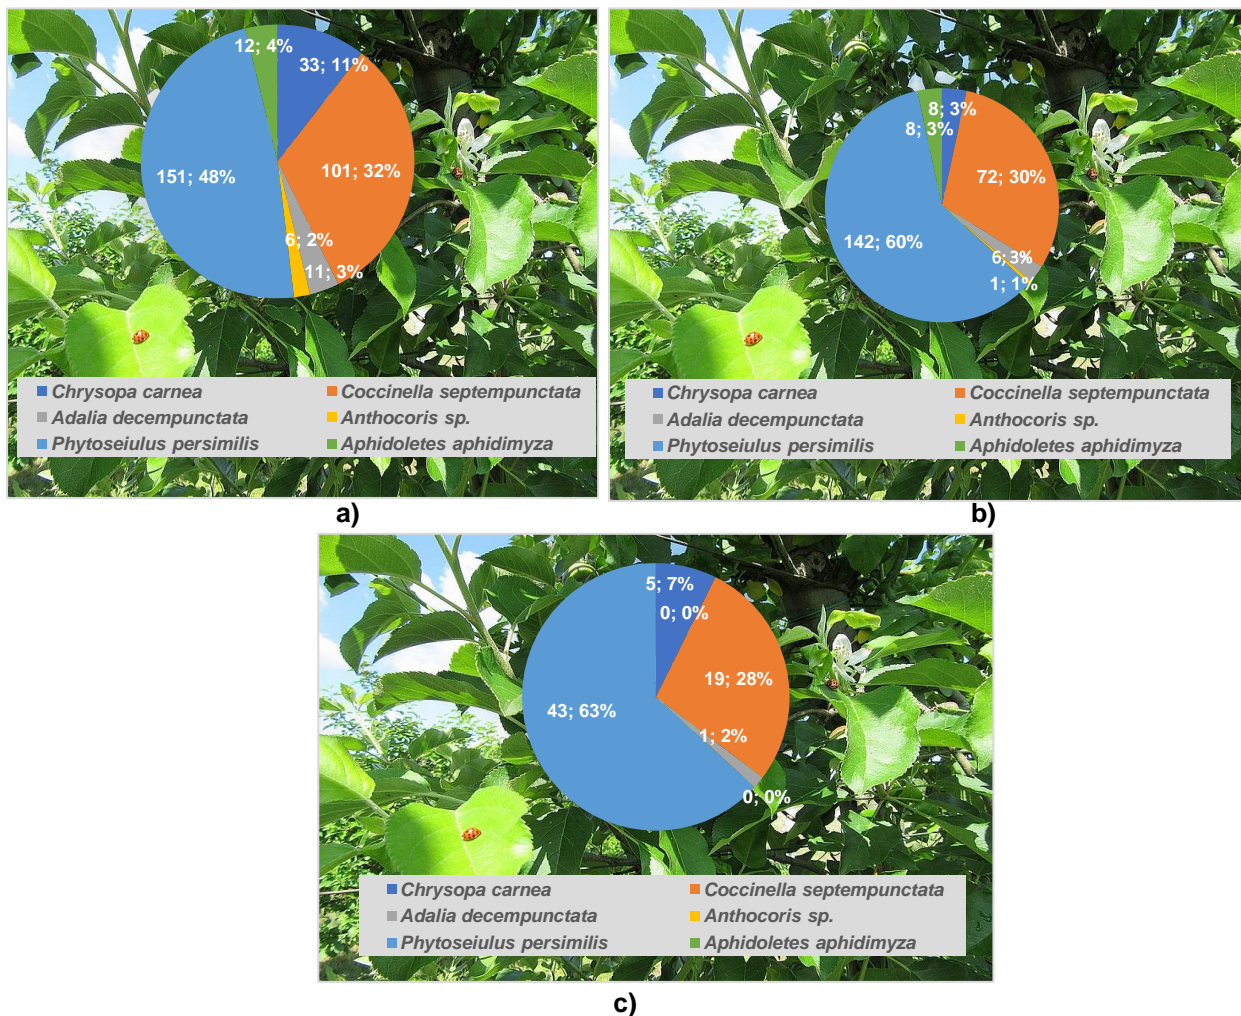 12; 4%
33; 11%
151; 48%
101; 32%
6; 2%
11; 3%
Chrysopa carnea
Coccinella septempunctata
Adalia decempunctata
Anthocoris sp.
Phytoseiulus persimilis
Aphidoletes aphidimyza
a)
8; 3%
8; 3%
72; 30%
142; 60%
6; 3%
1; 1%
Chrysopa carnea
Coccinella septempunctata
Adalia decempunctata
Anthocoris sp.
Phytoseiulus persimilis
Aphidoletes aphidimyza
b)
5; 7%
0; 0%
19; 28%
43; 63%
1; 2%
0; 0%
Chrysopa carnea
Coccinella septempunctata
Adalia decempunctata
Anthocoris sp.
Phytoseiulus persimilis
Aphidoletes aphidimyza
c)